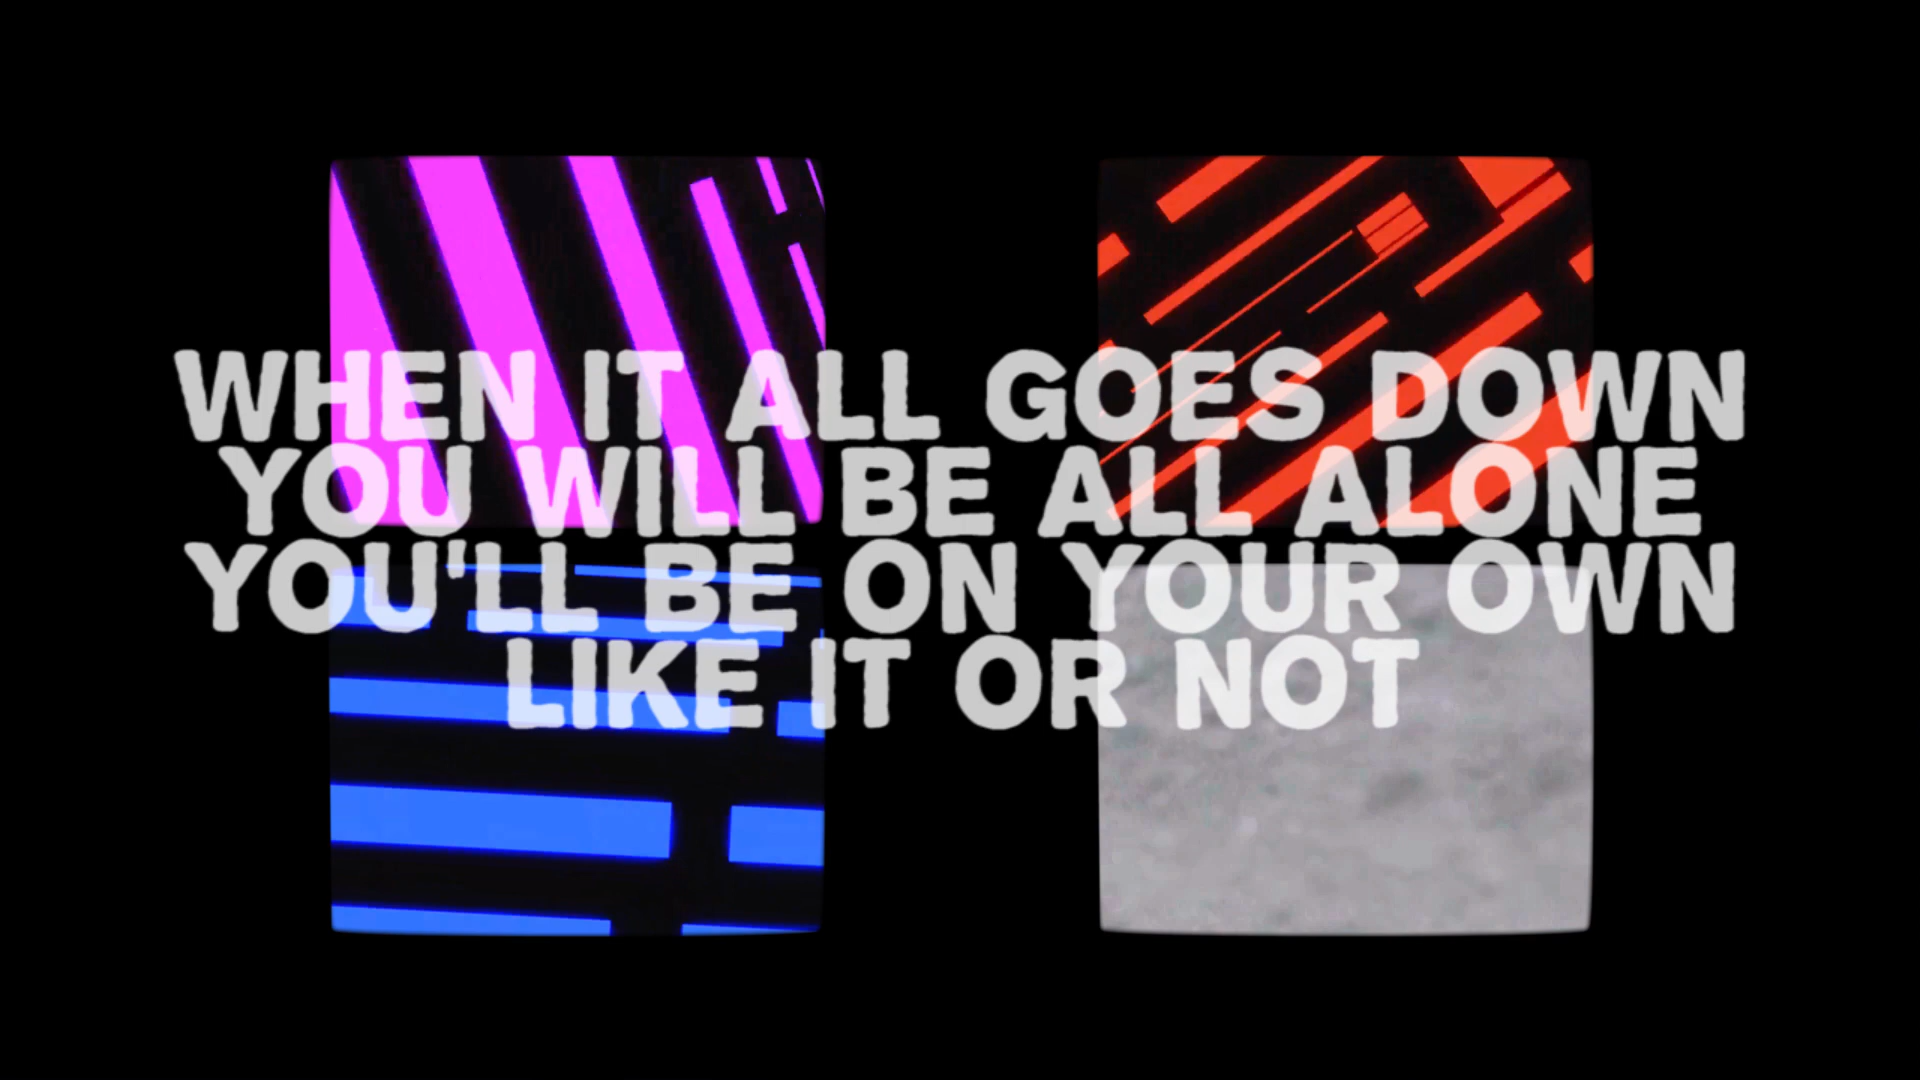 WHEN IT ALL GOES DOWN
YOU WILL BE ALL ALONE
YOU'LL BE ON YOUR OWN
LIKE IT OR NOT